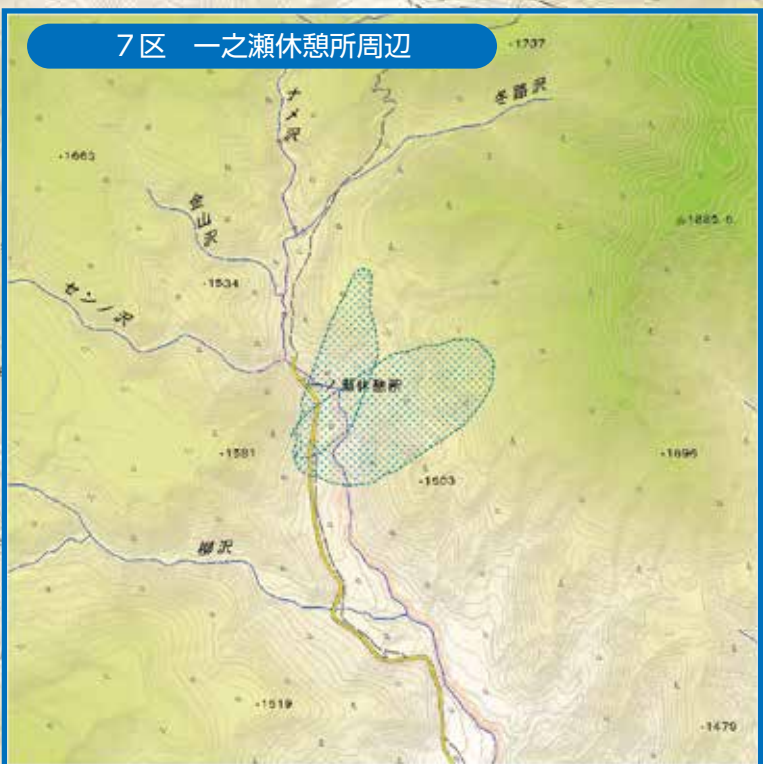 7区 一之瀬休憩所周辺
・1737
ナメ沢
冬路沢
・1663
金山沢
1885.6
・1534
センノ沢
一ノ瀬休憩所
・1581
・1603
・1696
柳沢
・1519
・1479